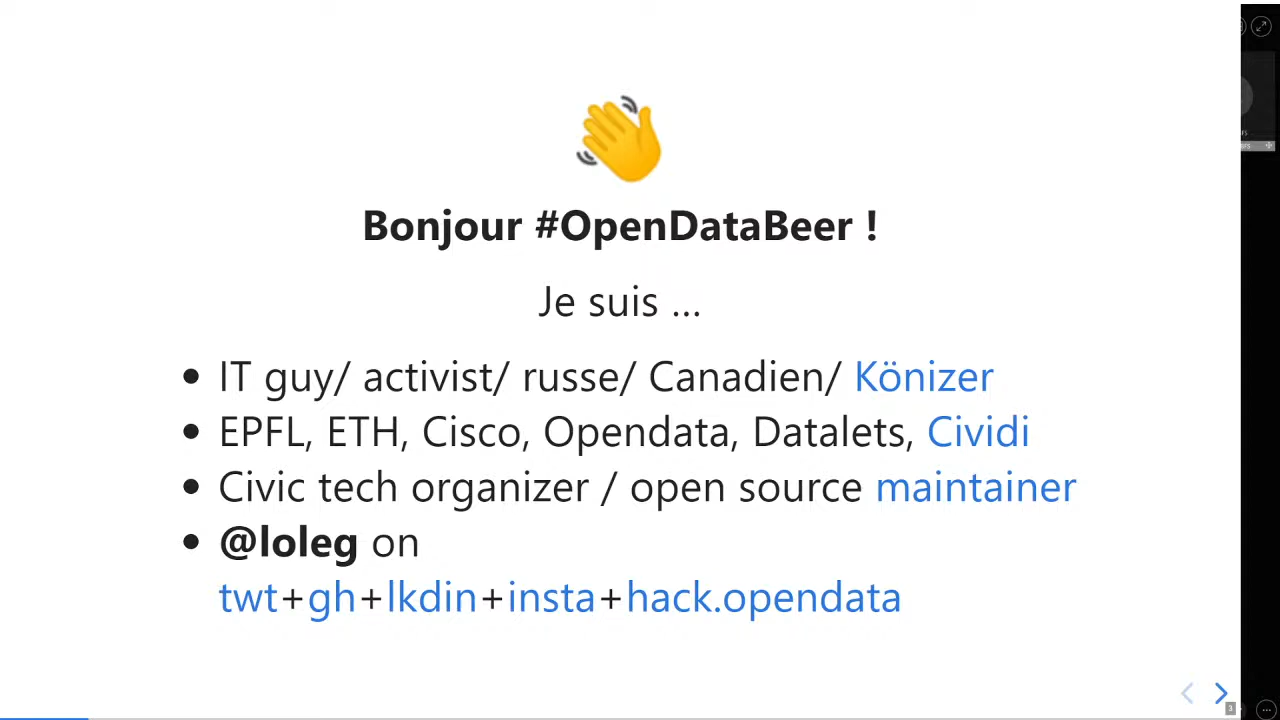 Bonjour #OpenDataBeer !
Je suis ...
• IT guy/ activist/ russe/ Canadien/ Könizer
• EPFL, ETH, Cisco, Opendata, Datalets, Cividi
• Civic tech organizer / open source maintainer
• @loleg on
twt+gh+lkdin+insta+hack.opendata